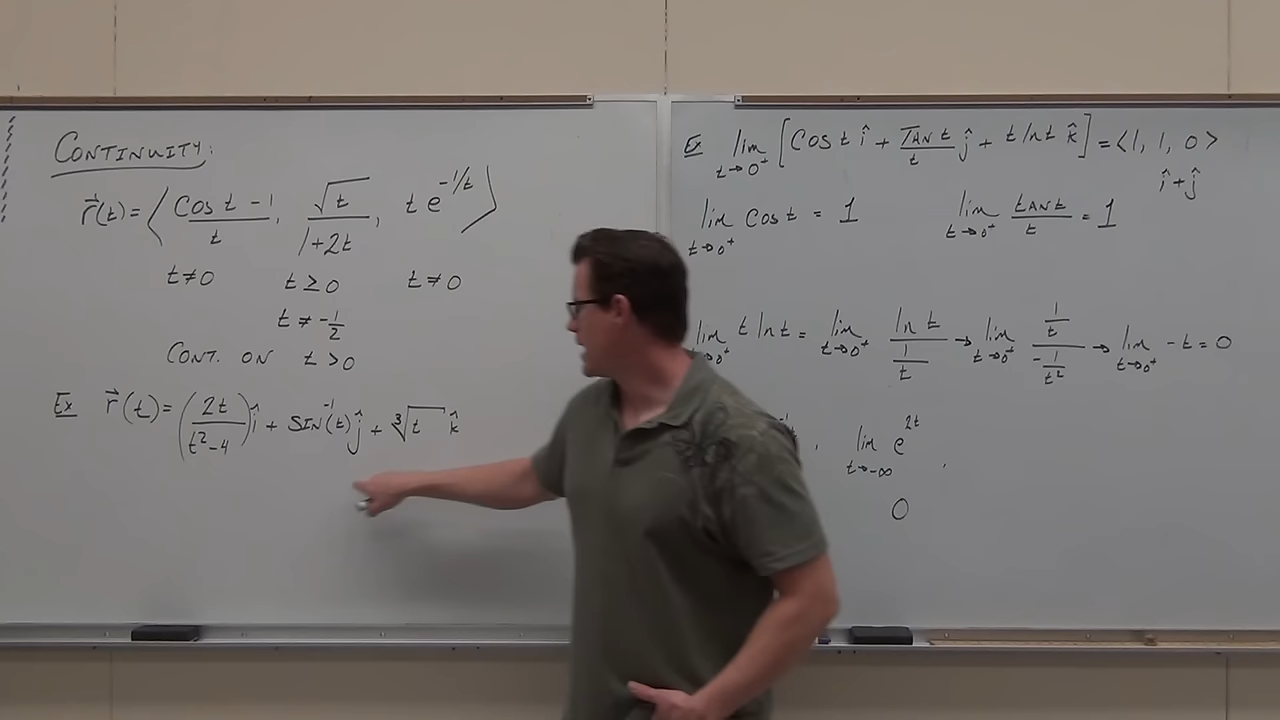 CONTINUITY:
r⃗(t) = ⟨ (cos t − 1)/t, √t/(1+2t), t e^(−1/t) ⟩
t ≠ 0   t ≥ 0   t ≠ 0
t ≠ −1/2
CONT. ON t > 0
Ex r⃗(t) = (2t/(t²−4)) î + SIN⁻¹(t) ĵ + ∛t k̂
Ex lim t→0⁺ [Cos t î + TAN t/t ĵ + t ln t k̂] = <1, 1, 0>
î + ĵ
lim t→0⁺ cos t = 1   lim t→0⁺ TAN t/t = 1
lim t→0⁺ t ln t = lim t→0⁺ ln t/(1/t) → lim t→0⁺ (1/t)/(−1/t²) → lim t→0⁺ −t = 0
, lim t→−∞ e^(2t) ,
0